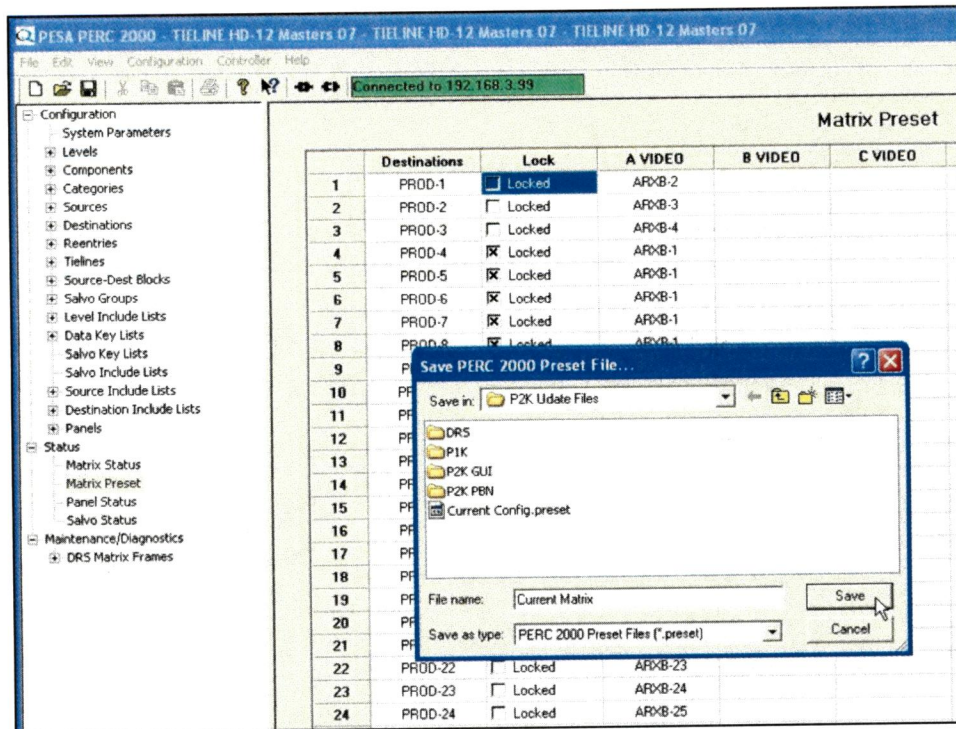 PESA PERC 2000 - TIELINE HD-12 Masters 07 - TIELINE HD-12 Masters 07 - TIELINE HD-12 Masters 07
File Edit View Configuration Controller Help
Connected to 192.168.3.99
Configuration
System Parameters
Levels
Components
Categories
Sources
Destinations
Reentries
Tielines
Source-Dest Blocks
Salvo Groups
Level Include Lists
Data Key Lists
Salvo Key Lists
Salvo Include Lists
Source Include Lists
Destination Include Lists
Panels
Status
Matrix Status
Matrix Preset
Panel Status
Salvo Status
Maintenance/Diagnostics
DRS Matrix Frames
Matrix Preset
Destinations Lock A VIDEO B VIDEO C VIDEO
1 PROD-1 Locked ARXB-2
2 PROD-2 Locked ARXB-3
3 PROD-3 Locked ARXB-4
4 PROD-4 Locked ARXB-1
5 PROD-5 Locked ARXB-1
6 PROD-6 Locked ARXB-1
7 PROD-7 Locked ARXB-1
8 PROD-8 Locked ARXB-1
9
10
11
12
13
14
15
16
17
18
19
20
21
22 PROD-22 Locked ARXB-23
23 PROD-23 Locked ARXB-24
24 PROD-24 Locked ARXB-25
Save PERC 2000 Preset File...
Save in: P2K Udate Files
DRS
P1K
P2K GUI
P2K PBN
Current Config.preset
File name: Current Matrix Save
Save as type: PERC 2000 Preset Files (*.preset) Cancel